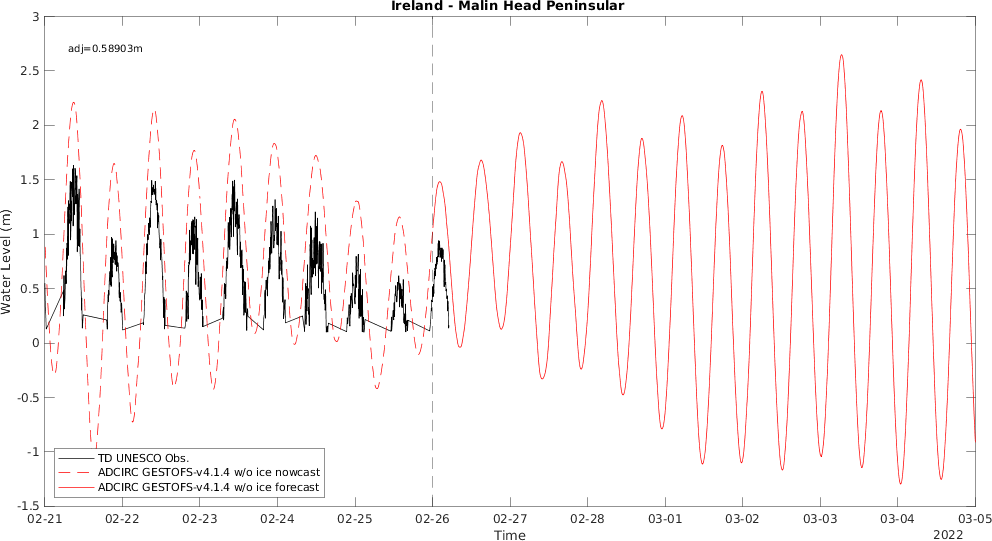 Ireland - Malin Head Peninsular
adj=0.58903m
Water Level (m)
3
2.5
2
1.5
1
0.5
0
-0.5
-1
-1.5
TD UNESCO Obs.
ADCIRC GESTOFS-v4.1.4 w/o ice nowcast
ADCIRC GESTOFS-v4.1.4 w/o ice forecast
02-21 02-22 02-23 02-24 02-25 02-26 02-27 02-28 03-01 03-02 03-03 03-04 03-05
Time
2022